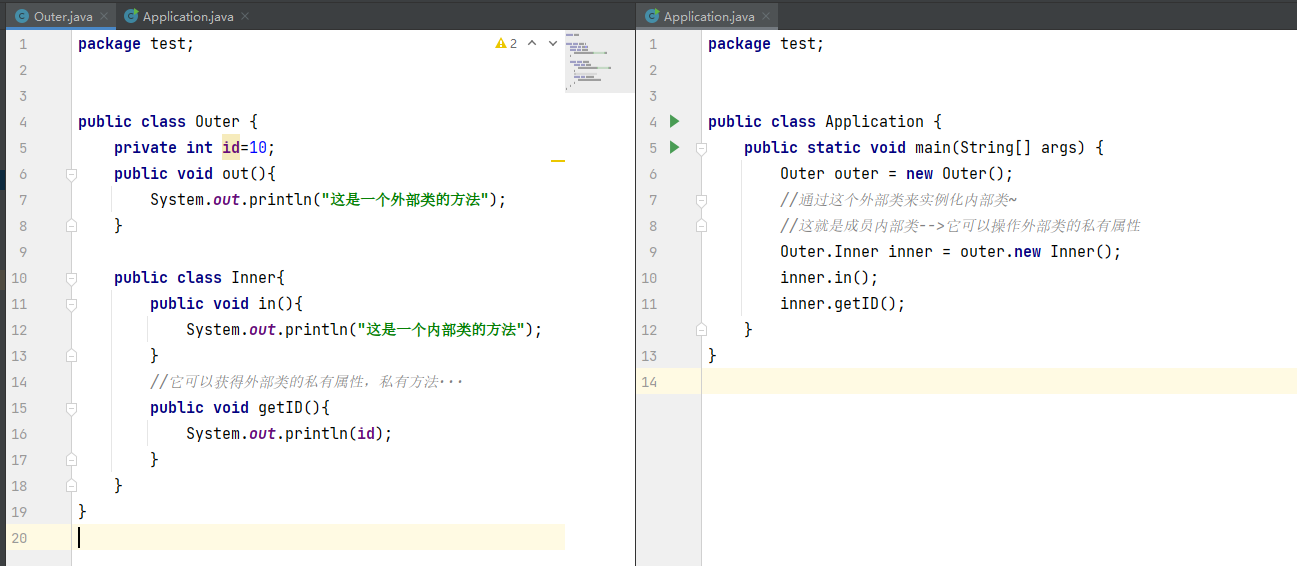 Outer.java
Application.java
1 package test;
2
3
4 public class Outer {
5     private int id=10;
6     public void out(){
7         System.out.println("这是一个外部类的方法");
8     }
9
10     public class Inner{
11         public void in(){
12             System.out.println("这是一个内部类的方法");
13         }
14         //它可以获得外部类的私有属性，私有方法···
15         public void getID(){
16             System.out.println(id);
17         }
18     }
19 }
20
2
Application.java
1 package test;
2
3
4 public class Application {
5     public static void main(String[] args) {
6         Outer outer = new Outer();
7         //通过这个外部类来实例化内部类~
8         //这就是成员内部类-->它可以操作外部类的私有属性
9         Outer.Inner inner = outer.new Inner();
10         inner.in();
11         inner.getID();
12     }
13 }
14